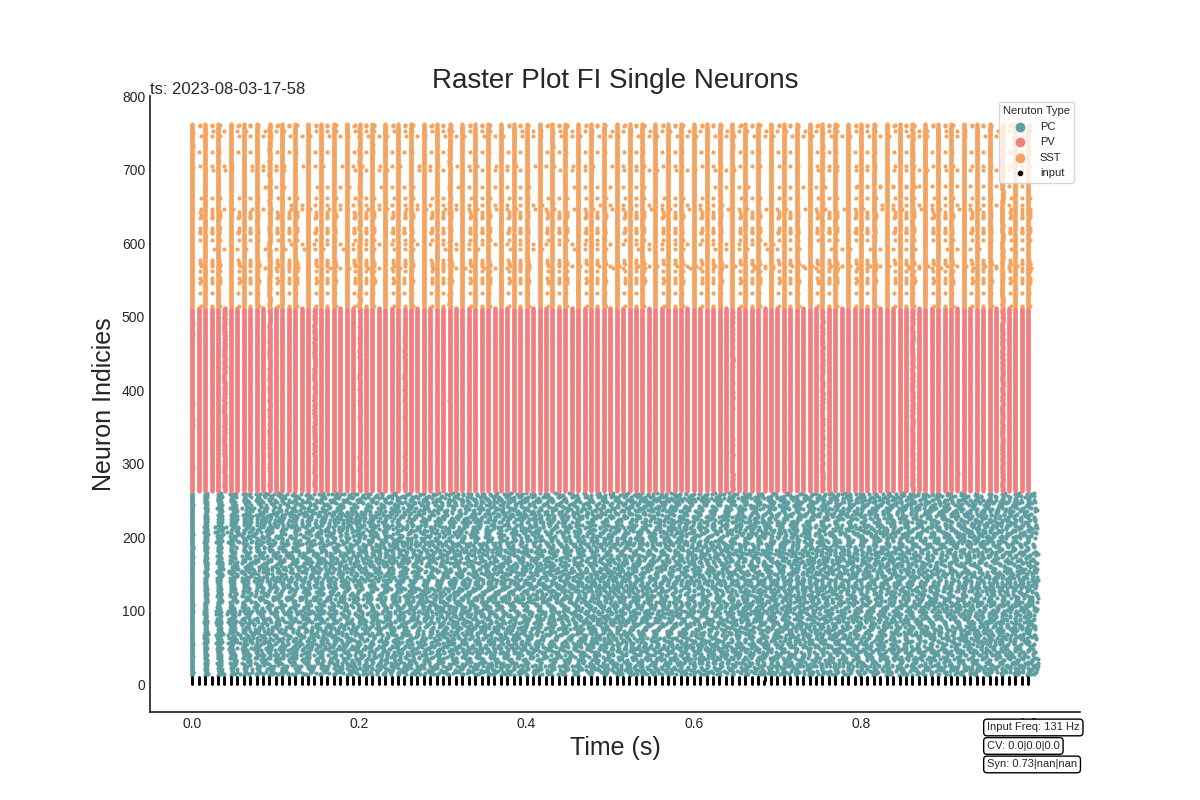 Raster Plot FI Single Neurons
ts: 2023-08-03-17-58
Neuron Indicies
800
700
600
500
400
300
200
100
0
Neruton Type
PC
PV
SST
input
0.0
0.2
0.4
0.6
0.8
Time (s)
Input Freq: 131 Hz
CV: 0.0|0.0|0.0
Syn: 0.73|nan|nan